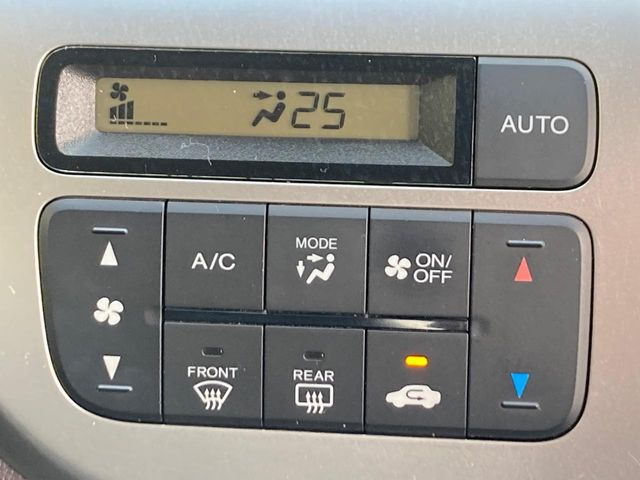 25
AUTO
A/C
MODE
ON/
OFF
FRONT
REAR